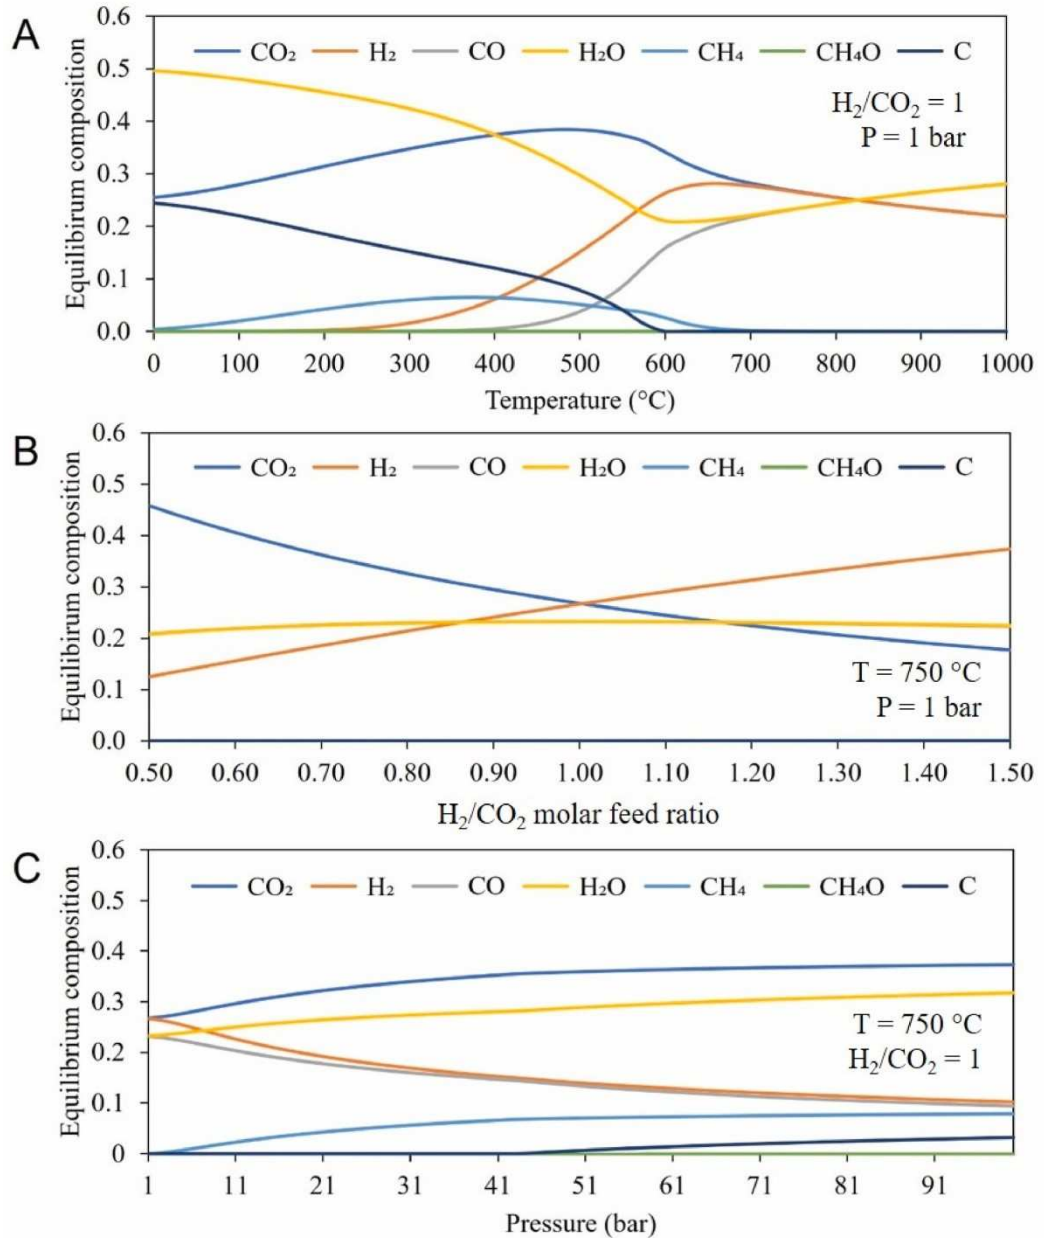 A
Equilibirum composition
0.6
0.5
0.4
0.3
0.2
0.1
0.0
CO₂ H₂ CO H₂O CH₄ CH₄O C
H₂/CO₂ = 1
P = 1 bar
0 100 200 300 400 500 600 700 800 900 1000
Temperature (°C)
B
Equilibirum composition
0.6
0.5
0.4
0.3
0.2
0.1
0.0
CO₂ H₂ CO H₂O CH₄ CH₄O C
T = 750 °C
P = 1 bar
0.50 0.60 0.70 0.80 0.90 1.00 1.10 1.20 1.30 1.40 1.50
H₂/CO₂ molar feed ratio
C
Equilibrium composition
0.6
0.5
0.4
0.3
0.2
0.1
0
CO₂ H₂ CO H₂O CH₄ CH₄O C
T = 750 °C
H₂/CO₂ = 1
1 11 21 31 41 51 61 71 81 91
Pressure (bar)